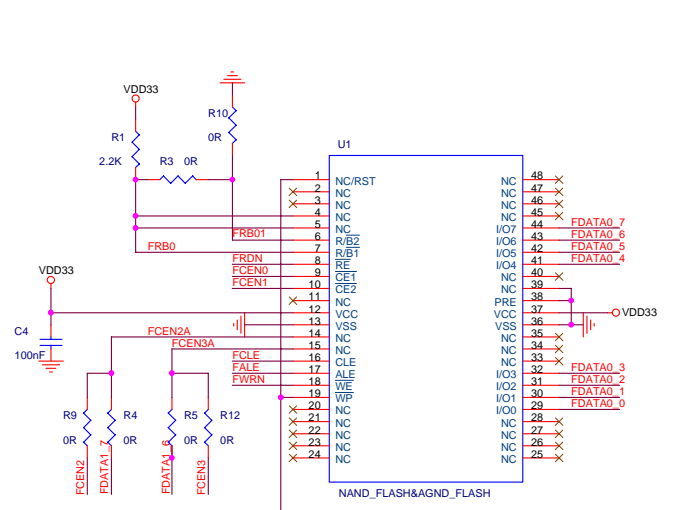 VDD33
R10
0R
R1
2.2K
R3 0R
U1
1 NC/RST NC 48
2 NC NC 47
3 NC NC 46
4 NC NC 45
5 NC I/O7 44 FDATA0_7
FRB01 6 R/B2 I/O6 43 FDATA0_6
FRB0 7 R/B1 I/O5 42 FDATA0_5
FRDN 8 RE I/O4 41 FDATA0_4
FCEN0 9 CE1 NC 40
FCEN1 10 CE2 NC 39
VDD33
11 NC PRE 38
12 VCC VCC 37 VDD33
13 VSS VSS 36
FCEN2A 14 NC NC 35
FCEN3A 15 NC NC 34
C4
100nF
FCLE 16 CLE NC 33
FALE 17 ALE I/O3 32 FDATA0_3
FWRN 18 WE I/O2 31 FDATA0_2
19 WP I/O1 30 FDATA0_1
20 NC I/O0 29 FDATA0_0
21 NC NC 28
22 NC NC 27
23 NC NC 26
24 NC NC 25
R9 R4 R5 R12
0R 0R 0R 0R
FCEN2
FDATA1_7
FDATA1_6
FCEN3
NAND_FLASH&AGND_FLASH